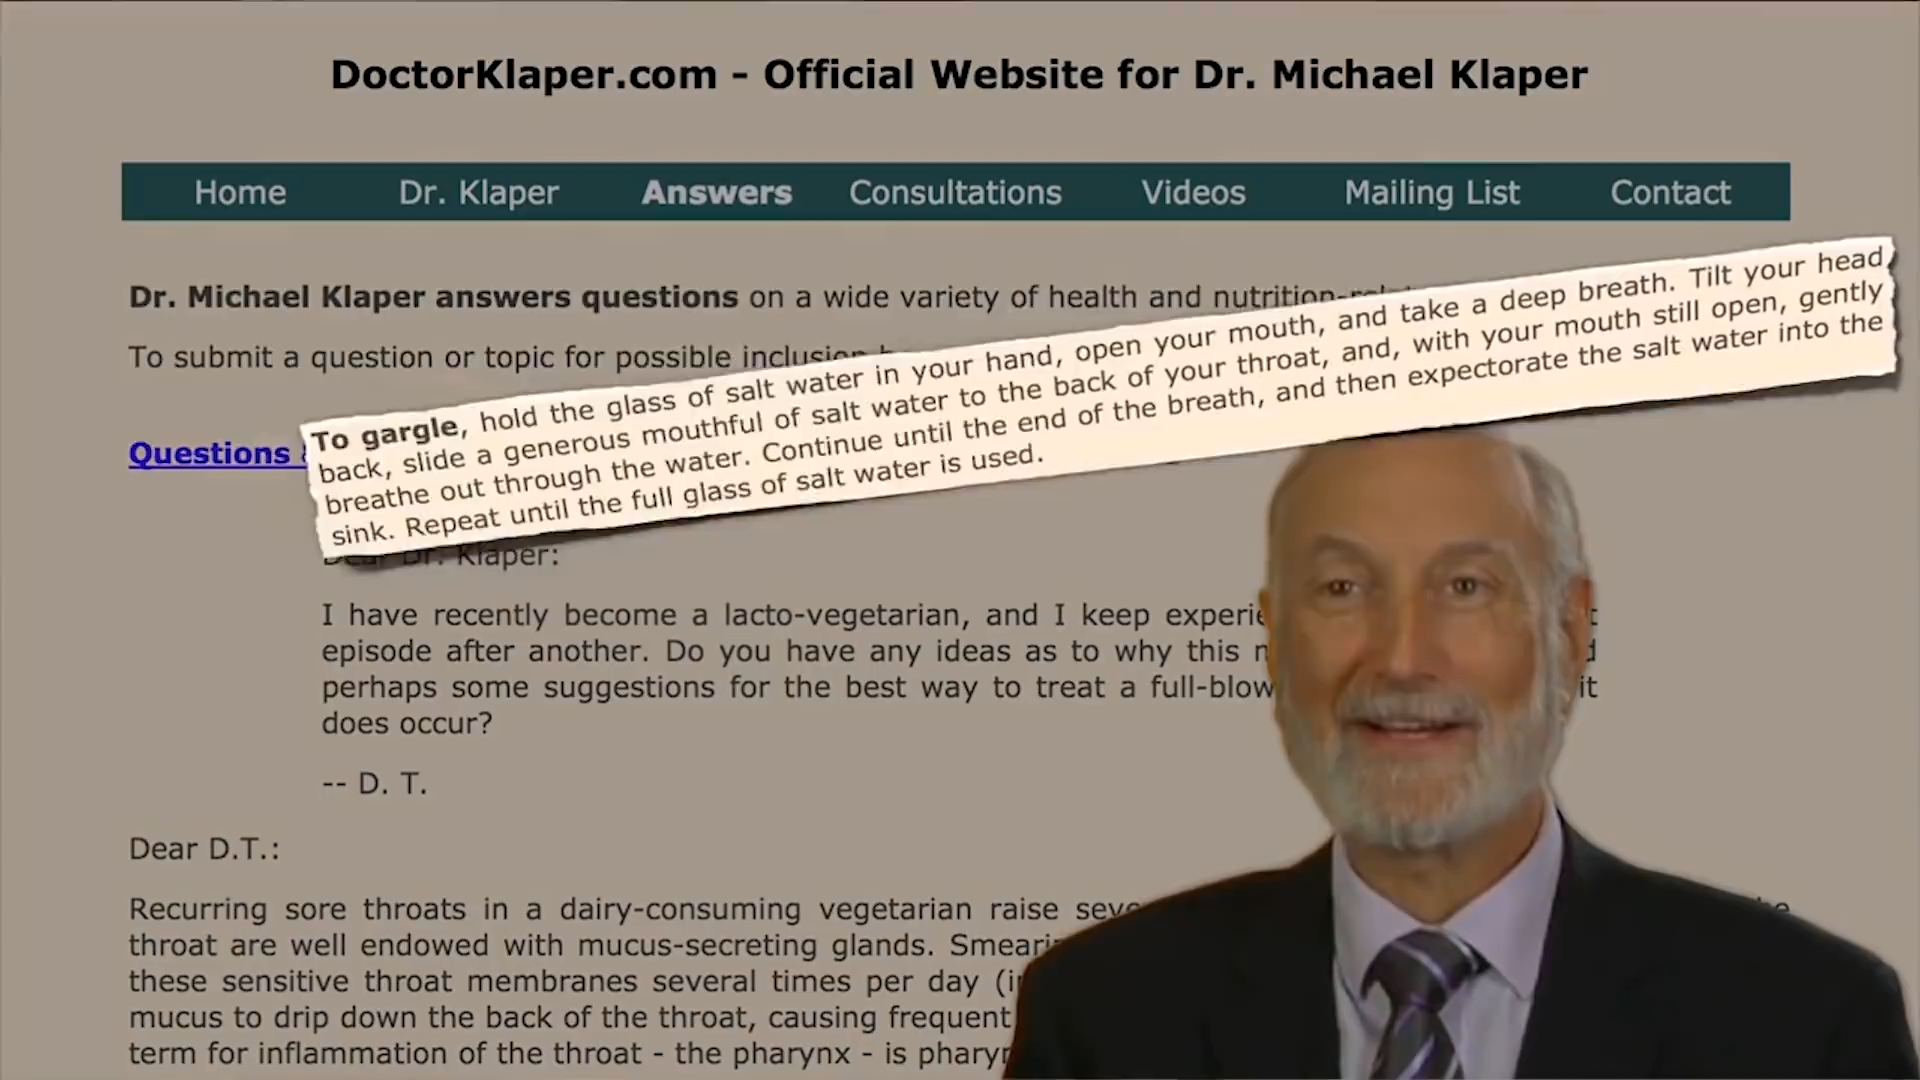 DoctorKlaper.com - Official Website for Dr. Michael Klaper
Home Dr. Klaper Answers Consultations Videos Mailing List Contact
Dr. Michael Klaper answers questions on a wide variety of health and
To submit a question or topic for possible
To gargle, hold the glass of salt water in your hand, open your mouth, and take a deep breath. Tilt your head
back, slide a generous mouthful of salt water to the back of your throat, and, with your mouth still open, gently
breathe out through the water. Continue until the end of the breath, and then expectorate the salt water into the
sink. Repeat until the full glass of salt water is used.
Questions
Dear Dr. Klaper:
I have recently become a lacto-vegetarian, and I keep
episode after another. Do you have any ideas as to why this
perhaps some suggestions for the best way to treat a it
does occur?
-- D. T.
Dear D.T.:
Recurring sore throats in a dairy-consuming vegetarian raise
throat are well endowed with mucus-secreting glands.
these sensitive throat membranes several times per day
mucus to drip down the back of the throat, causing frequent
term for inflammation of the throat - the pharynx - is